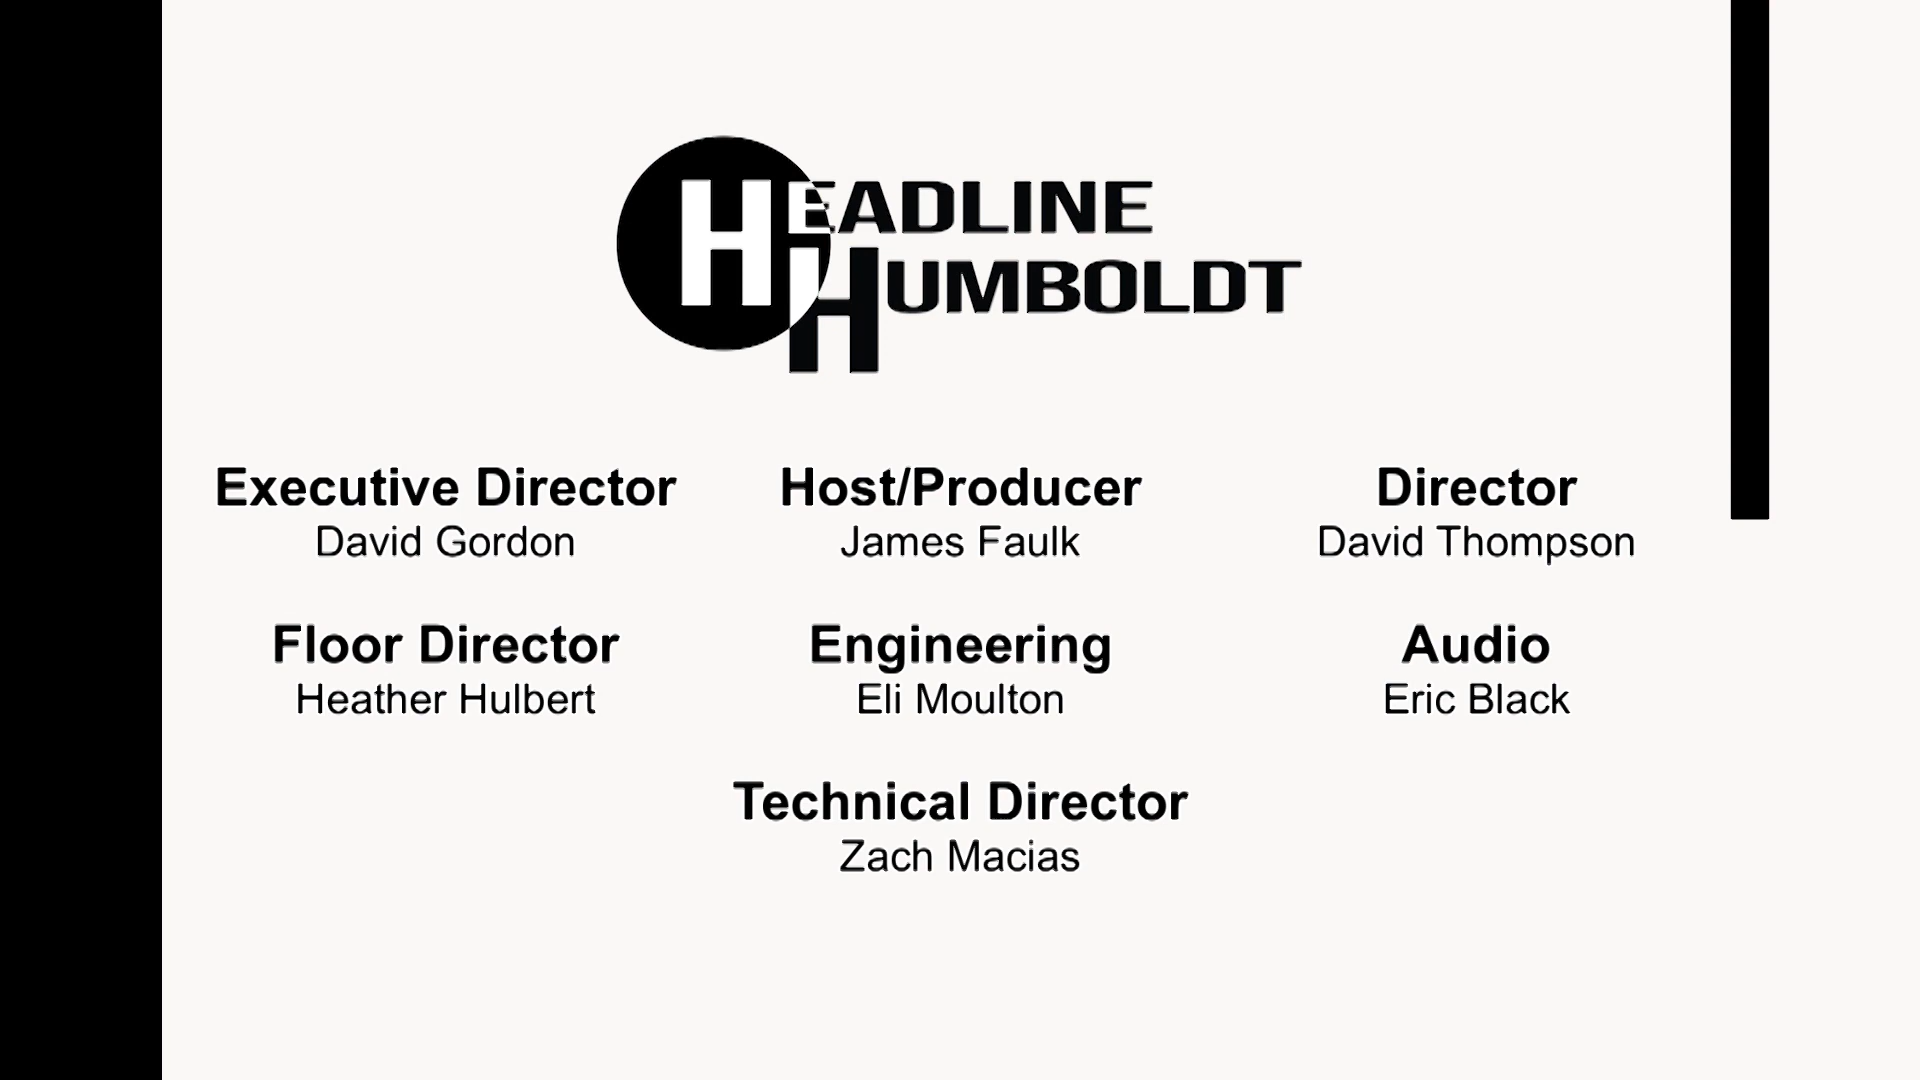 HEADLINE
HUMBOLDT
Executive Director
David Gordon
Host/Producer
James Faulk
Director
David Thompson
Floor Director
Heather Hulbert
Engineering
Eli Moulton
Audio
Eric Black
Technical Director
Zach Macias